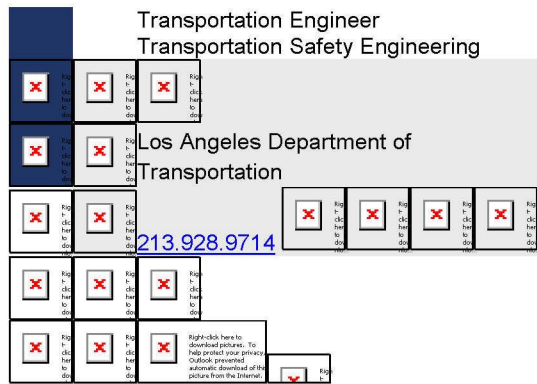 Transportation Engineer
Transportation Safety Engineering
Los Angeles Department of
Transportation
213.928.9714
Right-click here to
download pictures. To
help protect your privacy,
Outlook prevented
automatic download of this
picture from the Internet.